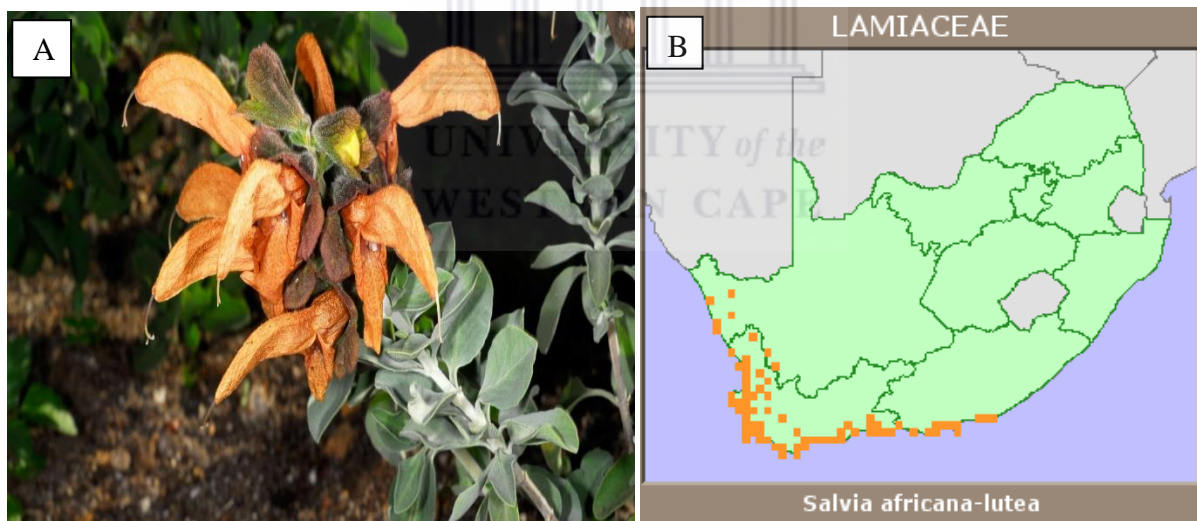 A
B
LAMIACEAE
UNIVERSITY of the
WESTERN CAPE
Salvia africana-lutea